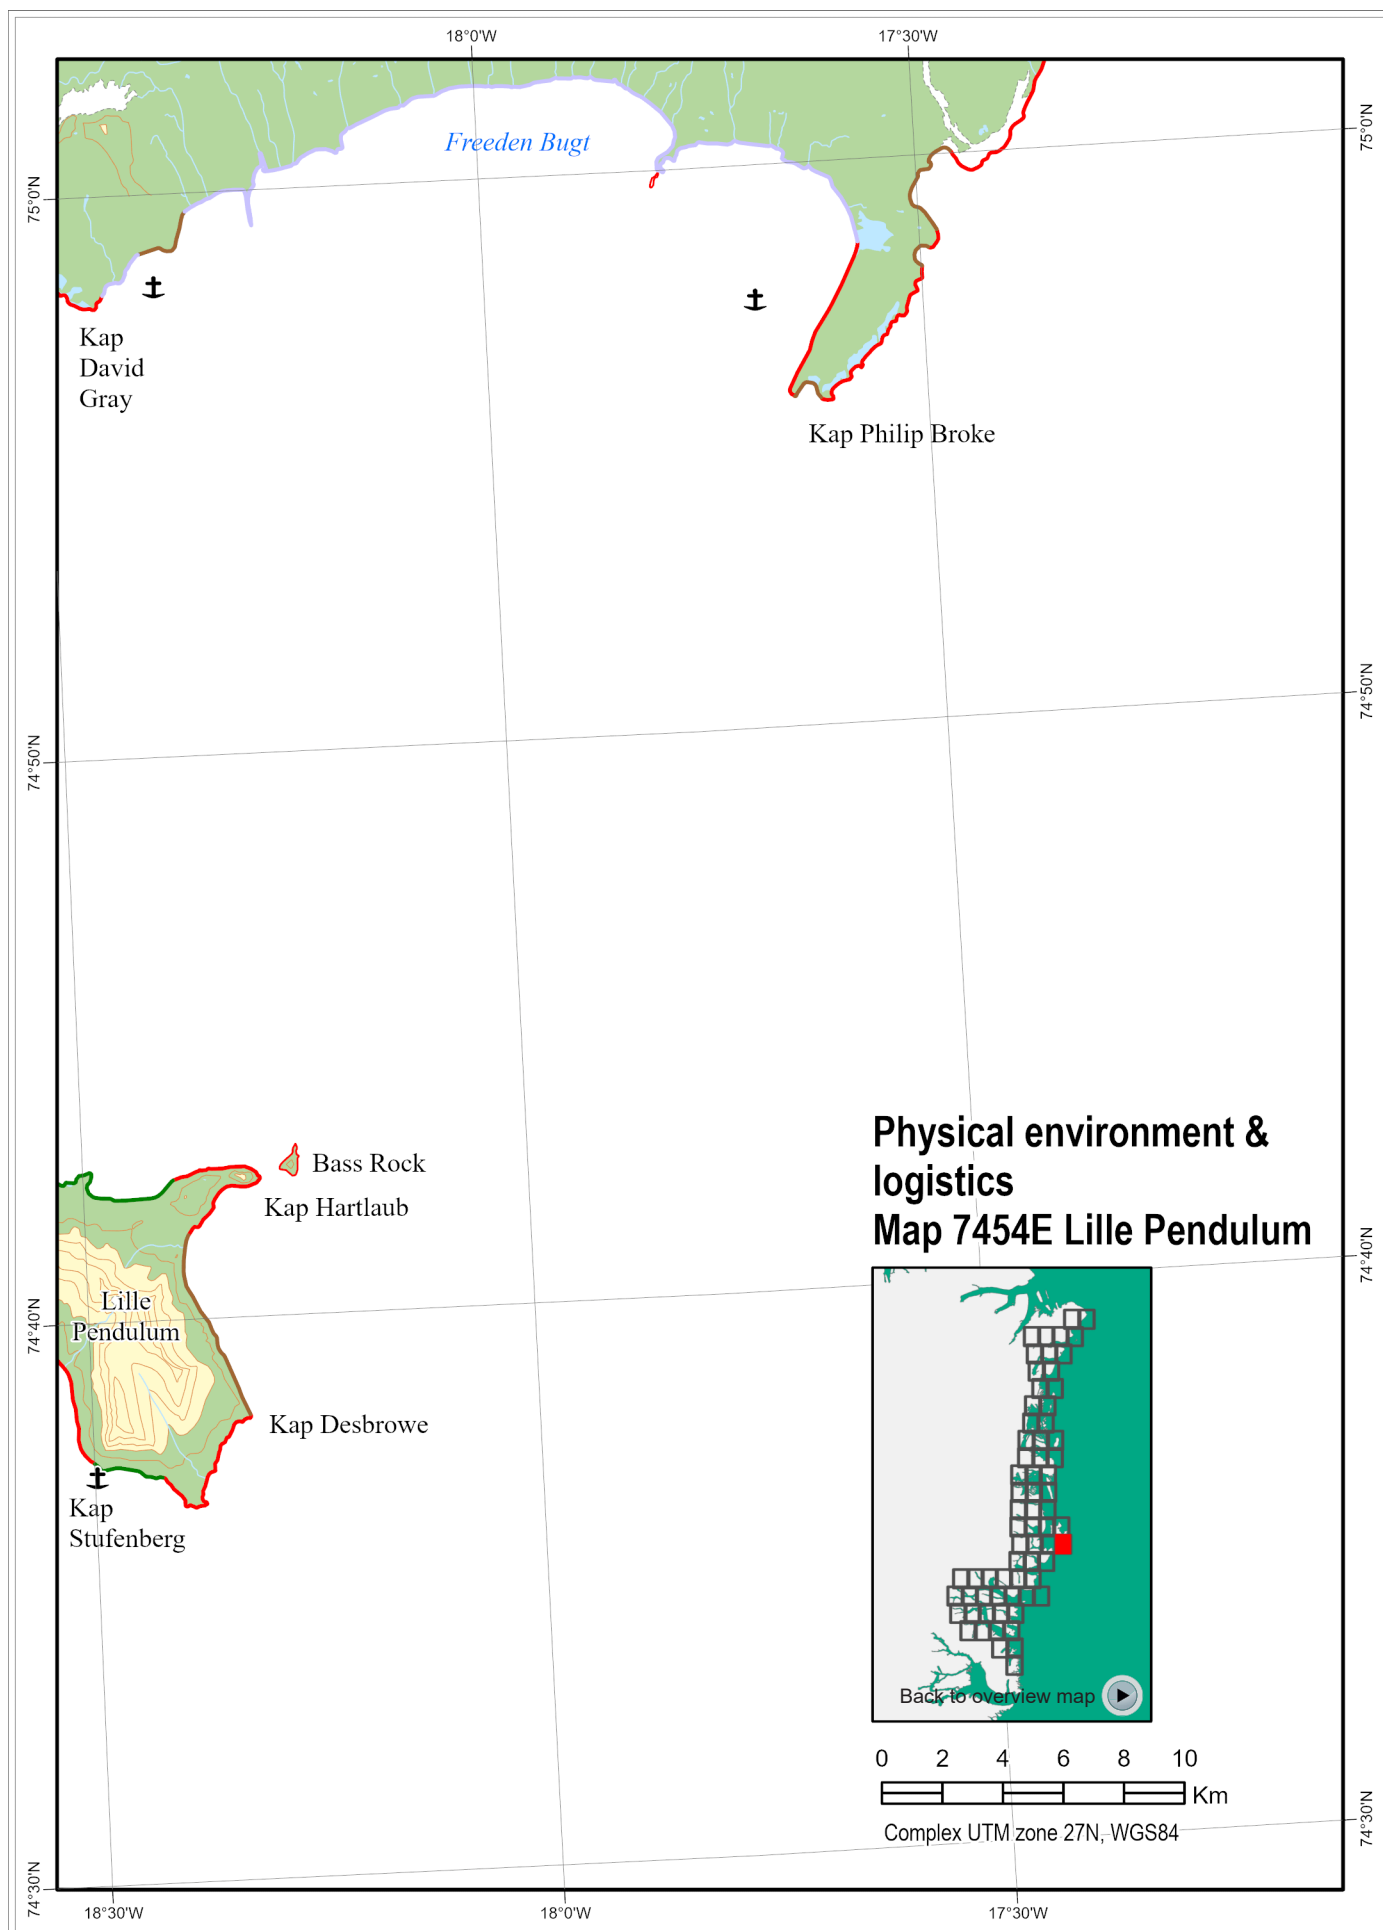 18°0'W
17°30'W
75°0'N
75°0'N
Freeden Bugt
Kap
David
Gray
Kap Philip Broke
74°50'N
74°50'N
Physical environment &
logistics
Map 7454E Lille Pendulum
Bass Rock
Kap Hartlaub
74°40'N
74°40'N
Lille
Pendulum
Kap Desbrowe
Kap
Stufenberg
Back to overview map
0 2 4 6 8 10
Km
Complex UTM zone 27N, WGS84
74°30'N
74°30'N
18°30'W
18°0'W
17°30'W